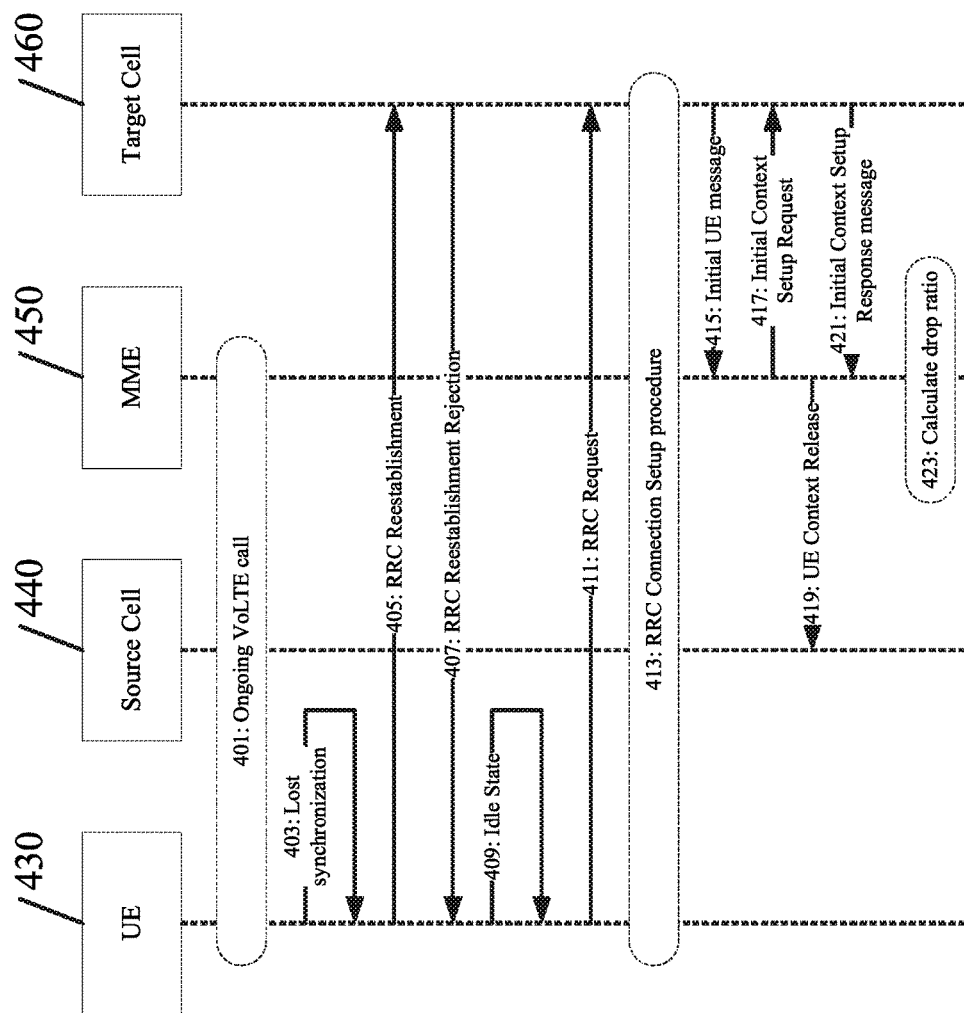 430
440
450
460
UE
Source Cell
MME
Target Cell
401: Ongoing VoLTE call
403: Lost
synchronization
405: RRC Reestablishment
407: RRC Reestablishment Rejection
409: Idle State
411: RRC Request
413: RRC Connection Setup procedure
415: Initial UE message
417: Initial Context
Setup Request
419: UE Context Release
421: Initial Context Setup
Response message
423: Calculate drop ratio